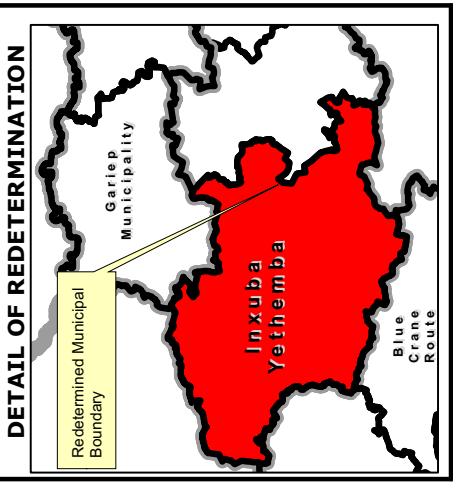 DETAIL OF REDETERMINATION
Gariep
Municipality
Redetermined Municipal
Boundary
Inxuba
Yethemba
Blue
Crane
Route